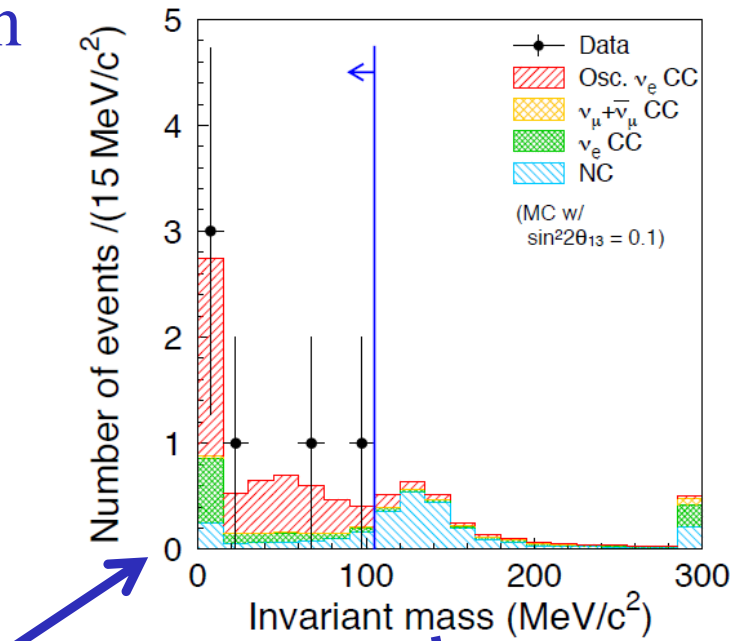 n
Number of events /(15 MeV/c²)
5
4
3
2
1
0
Data
Osc. νe CC
νμ+ν̅μ CC
νe CC
NC
(MC w/
sin²2θ₁₃ = 0.1)
0 100 200 300
Invariant mass (MeV/c²)